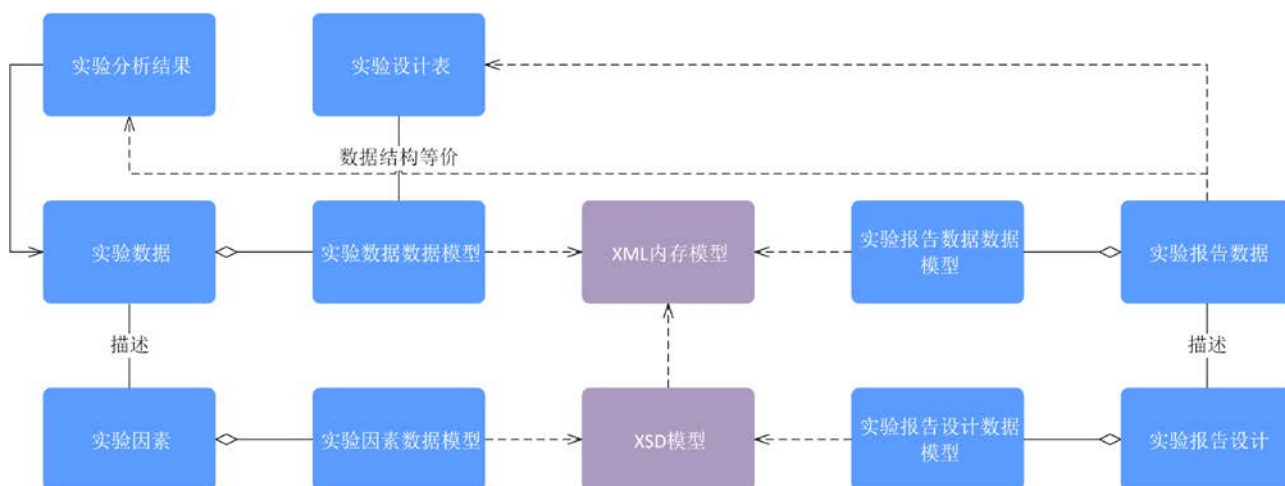 实验分析结果
实验设计表
数据结构等价
实验数据
实验数据数据模型
XML内存模型
实验报告数据数据
模型
实验报告数据
描述
描述
实验因素
实验因素数据模型
XSD模型
实验报告设计数据
模型
实验报告设计